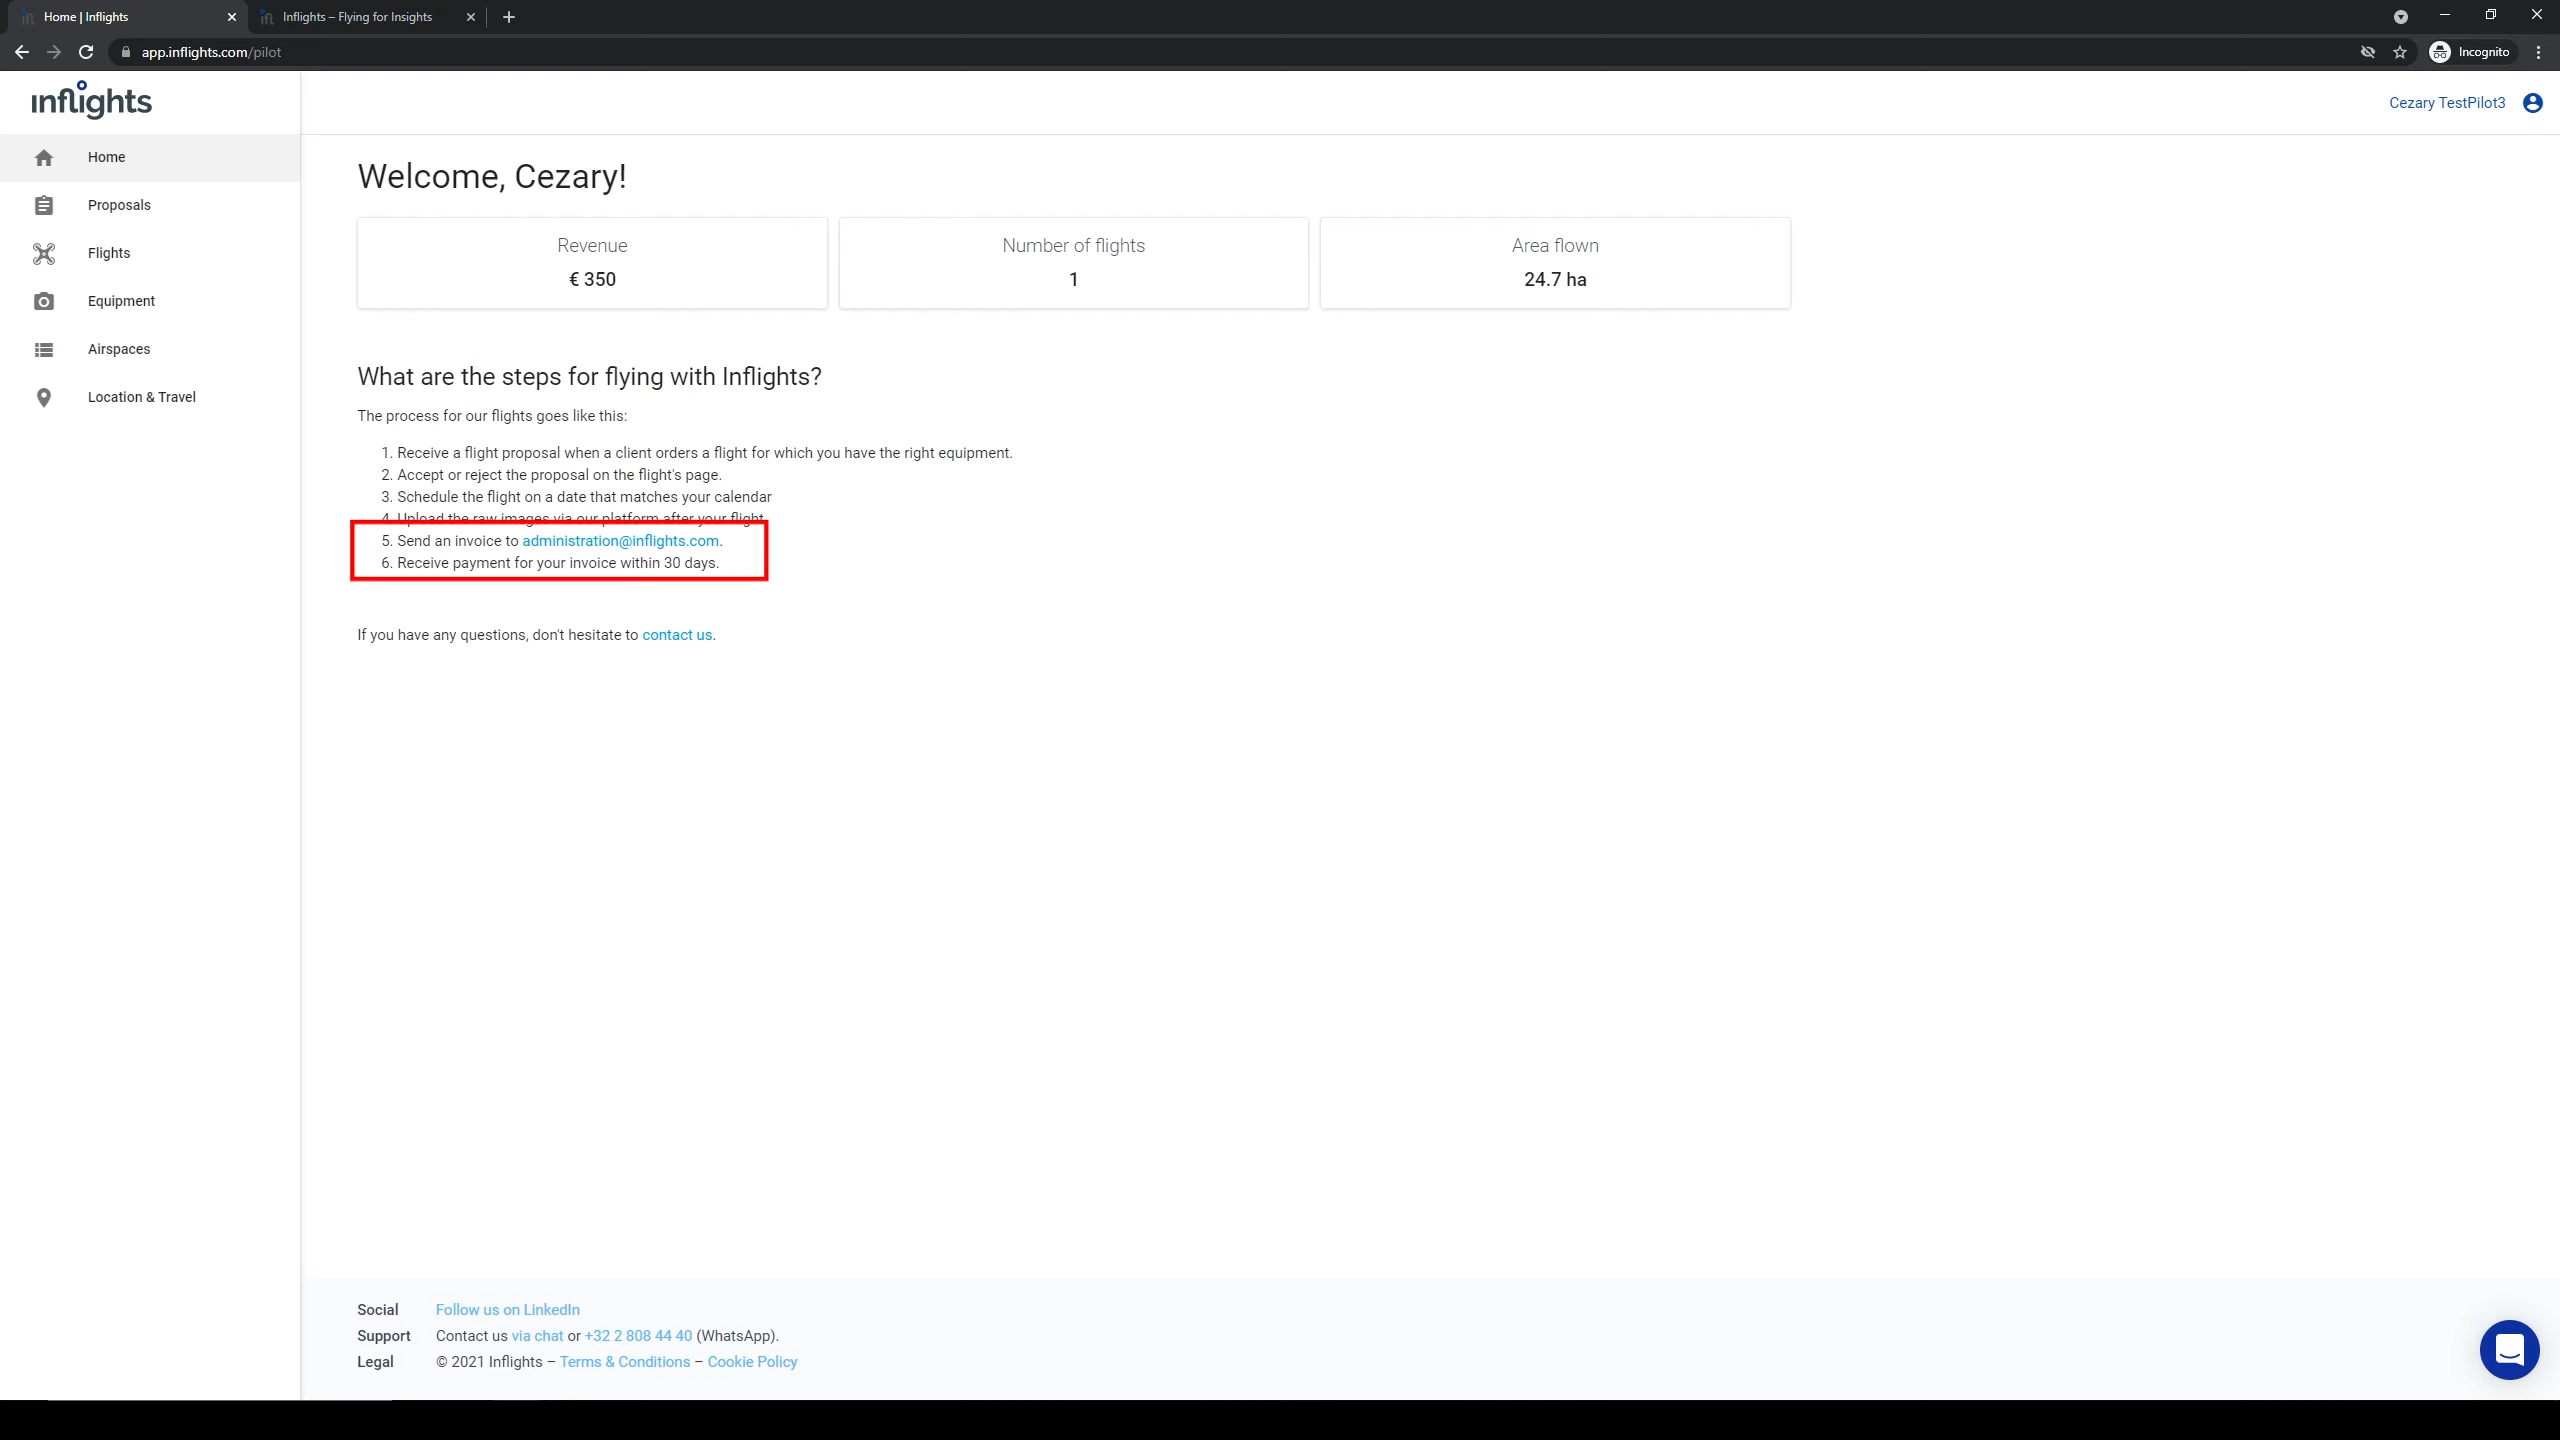 Home | Inflights
Inflights – Flying for Insights
app.inflights.com/pilot
Incognito
inflights
Cezary TestPilot3
Home
Proposals
Flights
Equipment
Airspaces
Location & Travel
Welcome, Cezary!
Revenue
€ 350
Number of flights
1
Area flown
24.7 ha
What are the steps for flying with Inflights?
The process for our flights goes like this:
1. Receive a flight proposal when a client orders a flight for which you have the right equipment.
2. Accept or reject the proposal on the flight's page.
3. Schedule the flight on a date that matches your calendar
4. Upload the raw images via our platform after your flight
5. Send an invoice to administration@inflights.com.
6. Receive payment for your invoice within 30 days.
If you have any questions, don't hesitate to contact us.
Social Follow us on LinkedIn
Support Contact us via chat or +32 2 808 44 40 (WhatsApp).
Legal © 2021 Inflights – Terms & Conditions – Cookie Policy